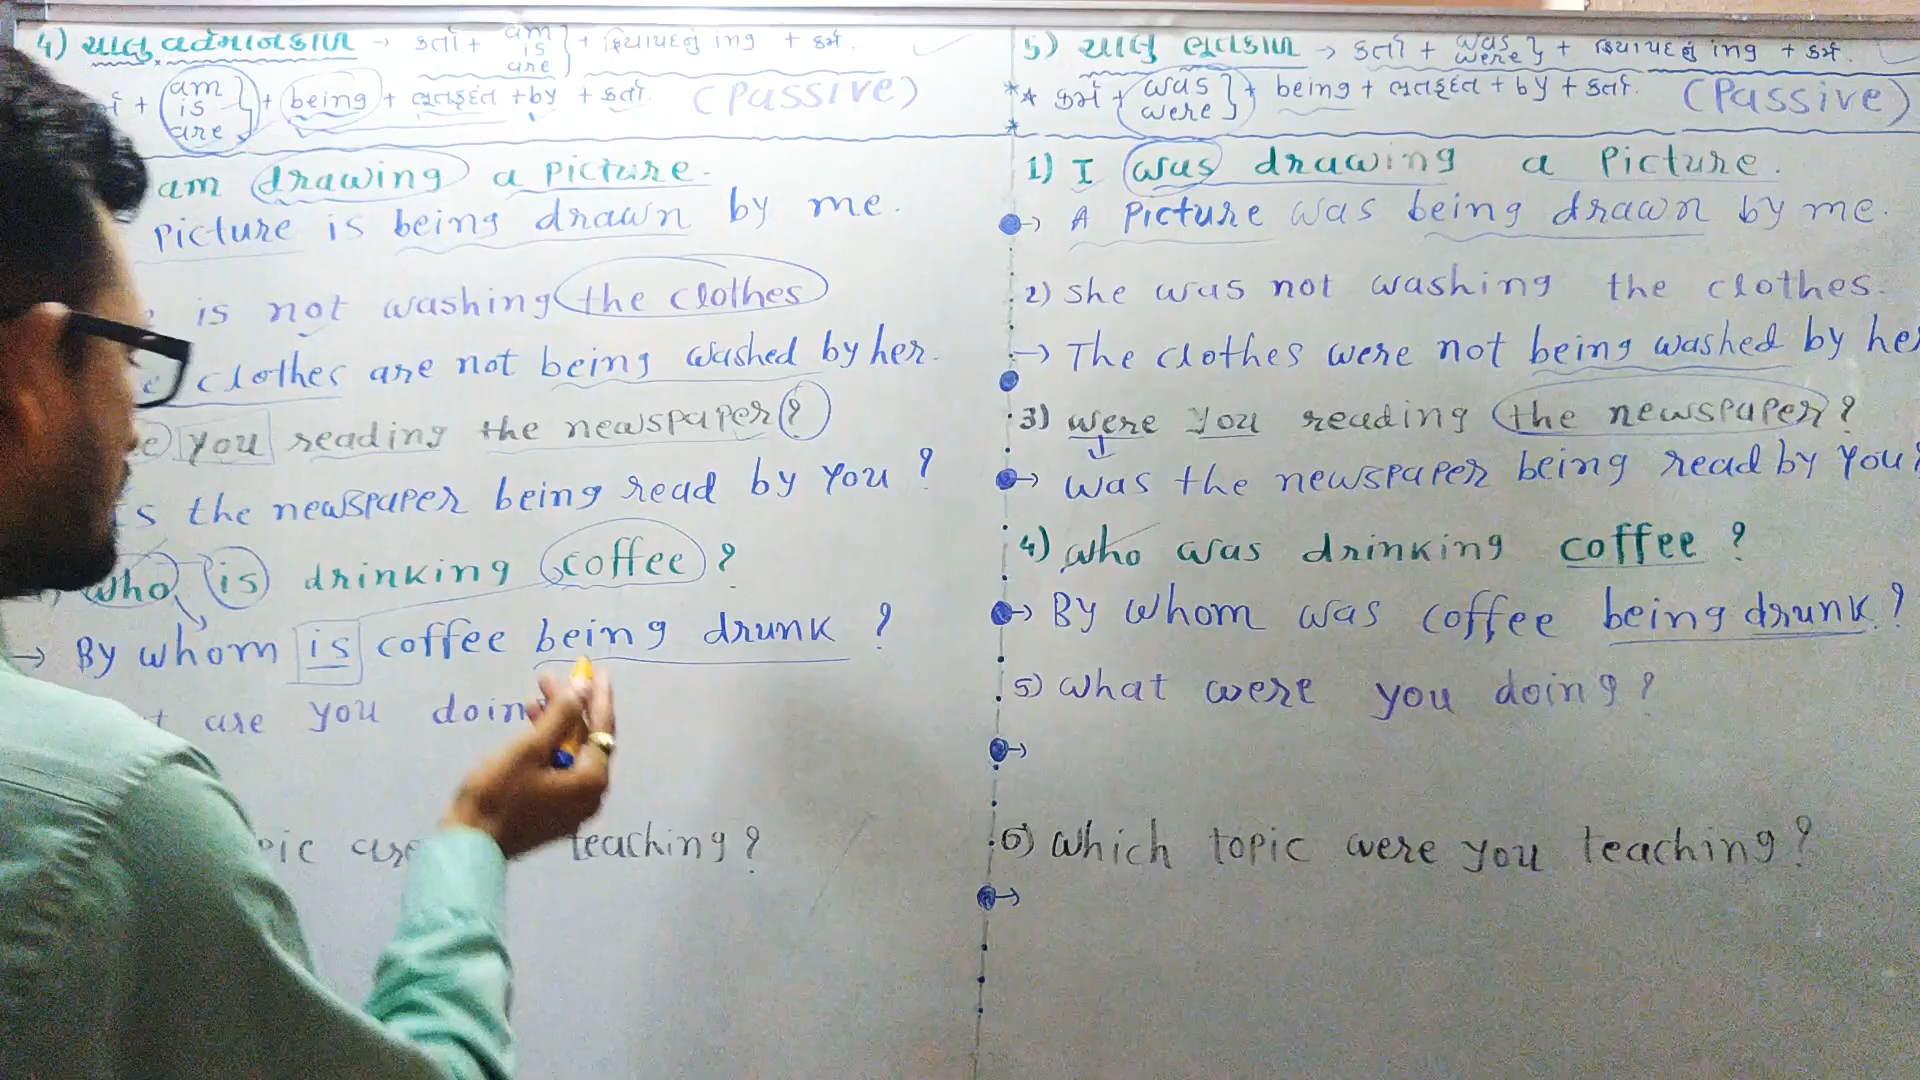 4) ચાલુ વર્તમાનકાળ → કર્તા + am is are } + ક્રિયાપદનું ing + કર્મ.
+ (am is are } + being + ભૂતકૃદંત + by + કર્તા. (Passive)
am drawing a picture.
picture is being drawn by me.
is not washing the clothes
clothes are not being washed by her.
you reading the newspaper?
the newspaper being read by you?
who is drinking coffee?
→ By whom is coffee being drunk?
are you
are teaching?
5) ચાલુ ભૂતકાળ → કર્તા + was were } + ક્રિયાપદનું ing + કર્મ.
** કર્મ + (was were } + being + ભૂતકૃદંત + by + કર્તા. (Passive)
1) I was drawing a Picture.
→ A Picture was being drawn by me.
2) she was not washing the clothes.
→ The clothes were not being washed by he
3) were you reading the newspaper?
→ was the newspaper being read by you?
4) who was drinking coffee?
→ By whom was coffee being drunk?
5) what were you doing?
→
6) which topic were you teaching?
→